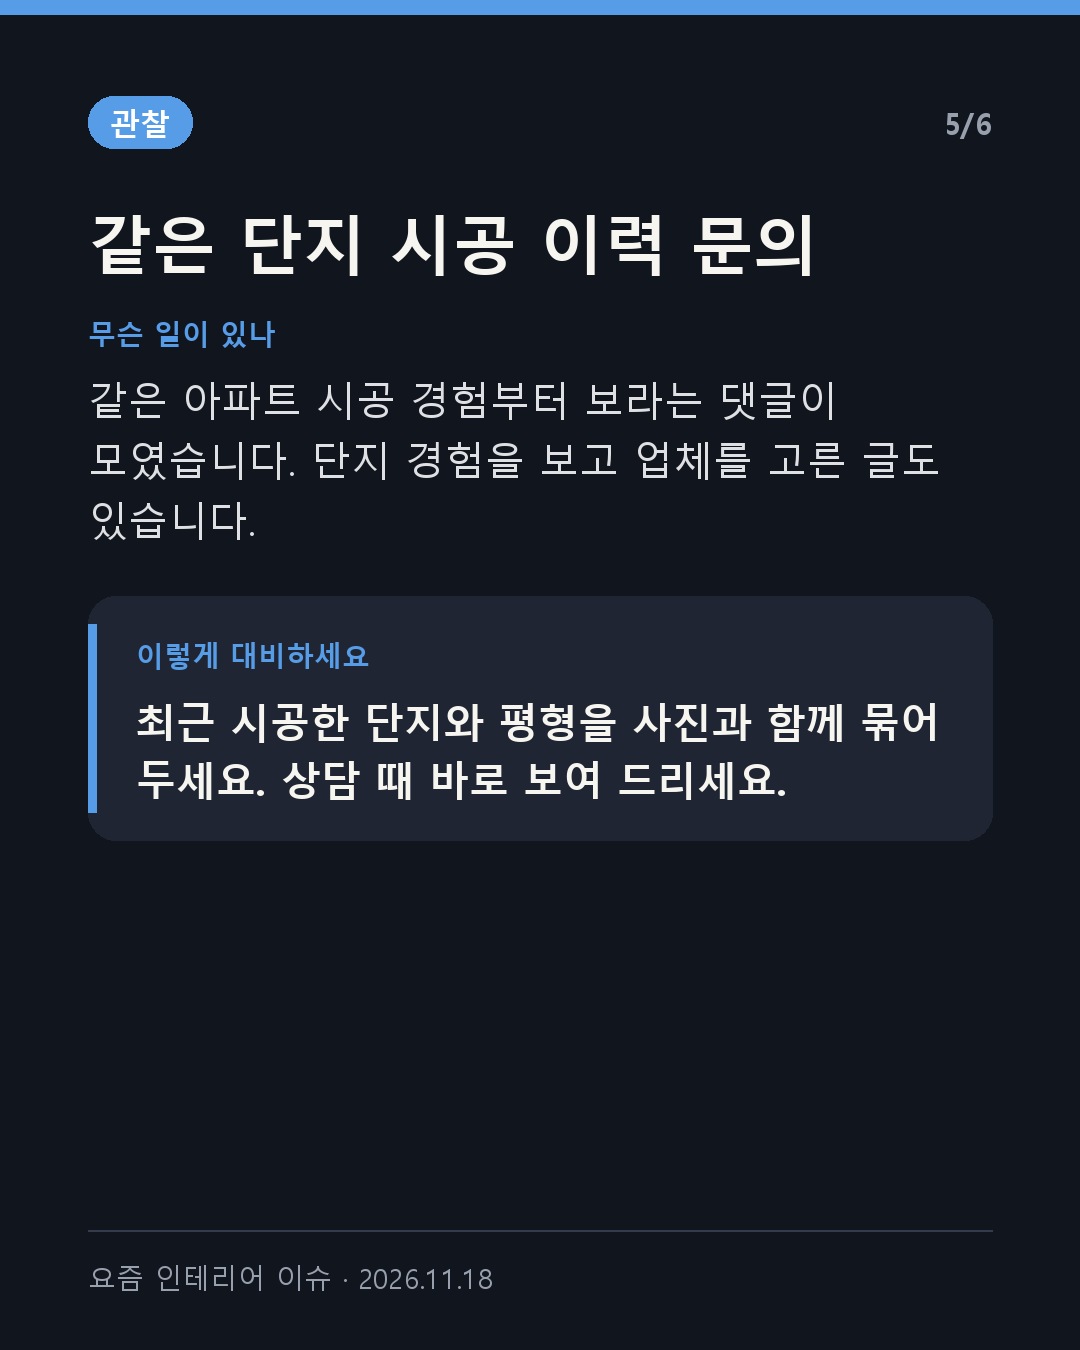 관찰
5/6
같은 단지 시공 이력 문의
무슨 일이 있나
같은 아파트 시공 경험부터 보라는 댓글이
모였습니다. 단지 경험을 보고 업체를 고른 글도
있습니다.
이렇게 대비하세요
최근 시공한 단지와 평형을 사진과 함께 묶어
두세요. 상담 때 바로 보여 드리세요.
요즘 인테리어 이슈 · 2026.11.18